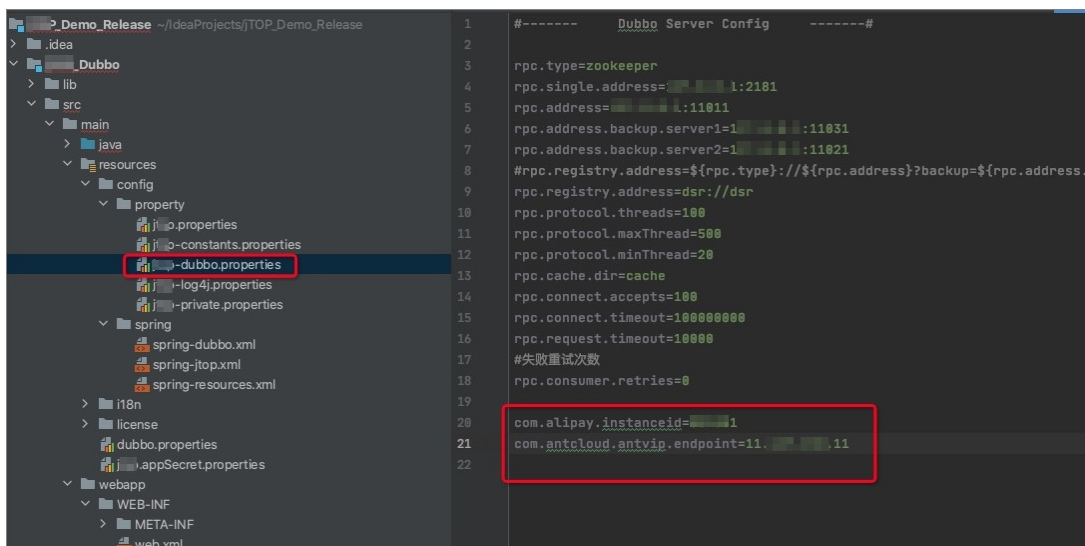 P_Demo_Release ~/IdeaProjects/jTOP_Demo_Release
.idea
_Dubbo
lib
src
main
java
resources
config
property
.properties
-constants.properties
-dubbo.properties
-log4j.properties
-private.properties
spring
spring-dubbo.xml
spring-jtop.xml
spring-resources.xml
i18n
license
dubbo.properties
.appSecret.properties
webapp
WEB-INF
META-INF
web.xml
1 #------- Dubbo Server Config -------#
2
3 rpc.type=zookeeper
4 rpc.single.address= :2181
5 rpc.address= :11011
6 rpc.address.backup.server1=1 :11031
7 rpc.address.backup.server2=1 :11021
8 #rpc.registry.address=${rpc.type}://${rpc.address}?backup=${rpc.address.
9 rpc.registry.address=dsr://dsr
10 rpc.protocol.threads=100
11 rpc.protocol.maxThread=500
12 rpc.protocol.minThread=20
13 rpc.cache.dir=cache
14 rpc.connect.accepts=100
15 rpc.connect.timeout=100000000
16 rpc.request.timeout=10000
17 #失败重试次数
18 rpc.consumer.retries=0
19
20 com.alipay.instanceid= 1
21 com.antcloud.antvip.endpoint=11. .11
22